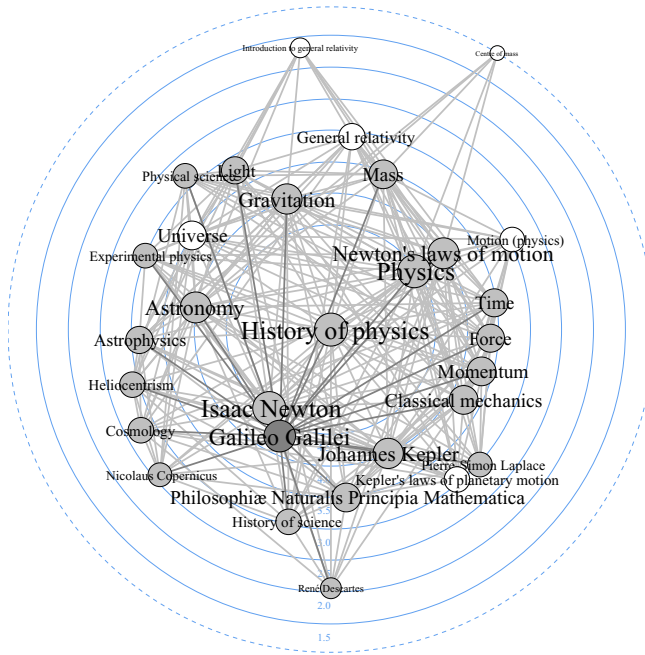 Introduction to general relativity
Centre of mass
General relativity
Physical science
Light
Mass
Gravitation
Universe
Motion (physics)
Experimental physics
Newton's laws of motion
Physics
Astronomy
Time
History of physics
Astrophysics
Force
Momentum
Heliocentrism
Classical mechanics
Isaac Newton
Cosmology
Galileo Galilei
Johannes Kepler
Pierre-Simon Laplace
Nicolaus Copernicus
Kepler's laws of planetary motion
Philosophiæ Naturalis Principia Mathematica
History of science
3.0
René Descartes
2.0
1.5